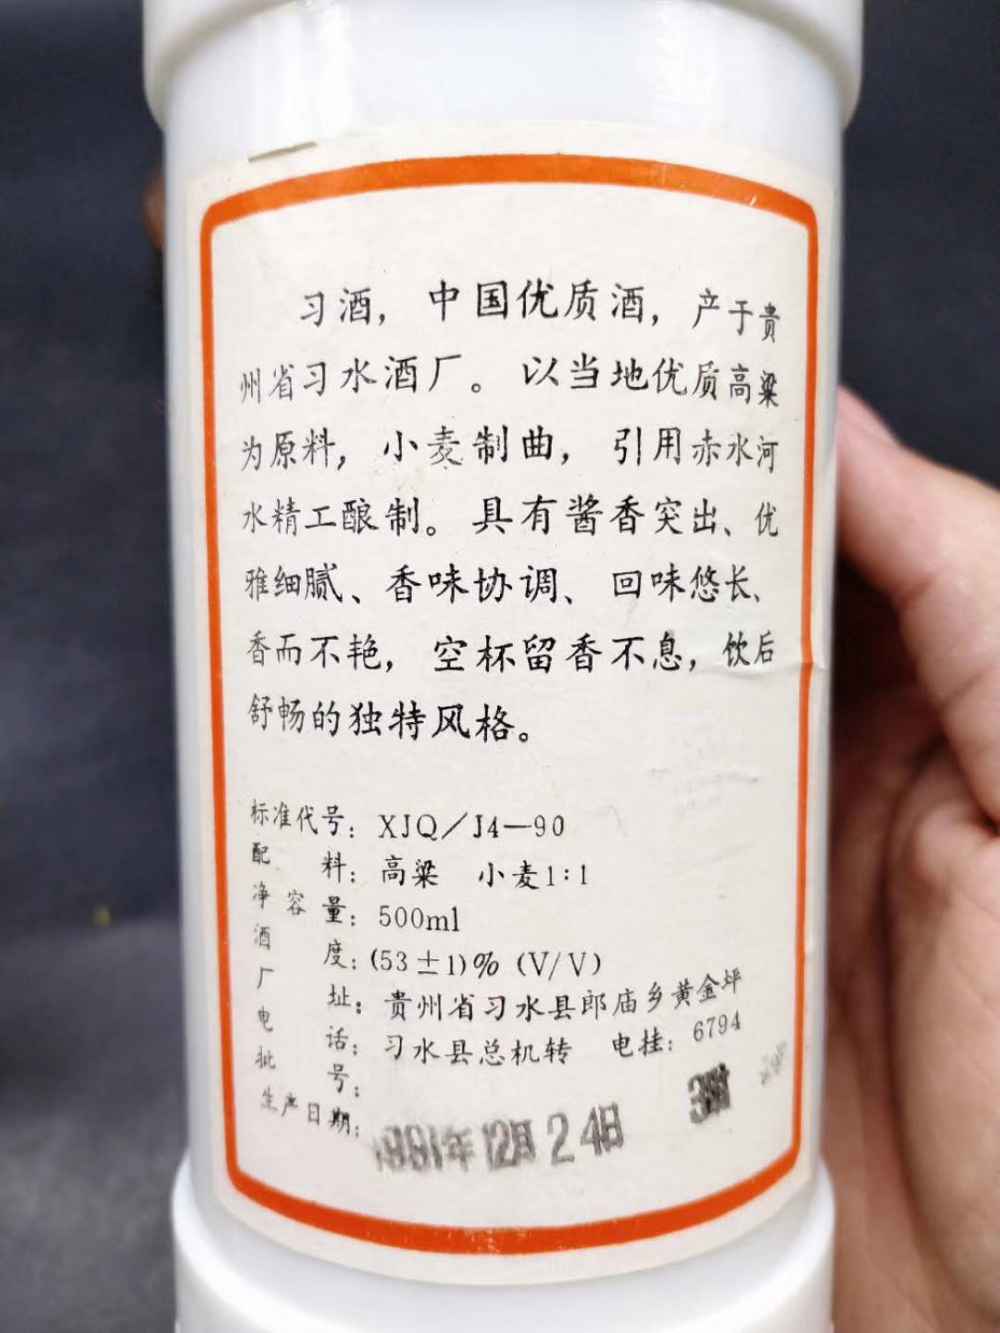 习酒，中国优质酒，产于贵
州省习水酒厂。以当地优质高粱
为原料，小麦制曲，引用赤水河
水精工酿制。具有酱香突出、优
雅细腻、香味协调、回味悠长、
香而不艳，空杯留香不息，饮后
舒畅的独特风格。
标准代号：XJQ／J4—90
配　料：高粱　小麦1:1
净容量：500ml
酒　度：(53±1)% (V/V)
厂　址：贵州省习水县郎庙乡黄金坪
电　话：习水县总机转　电挂：6794
批　号：
生产日期：1991年12月24日